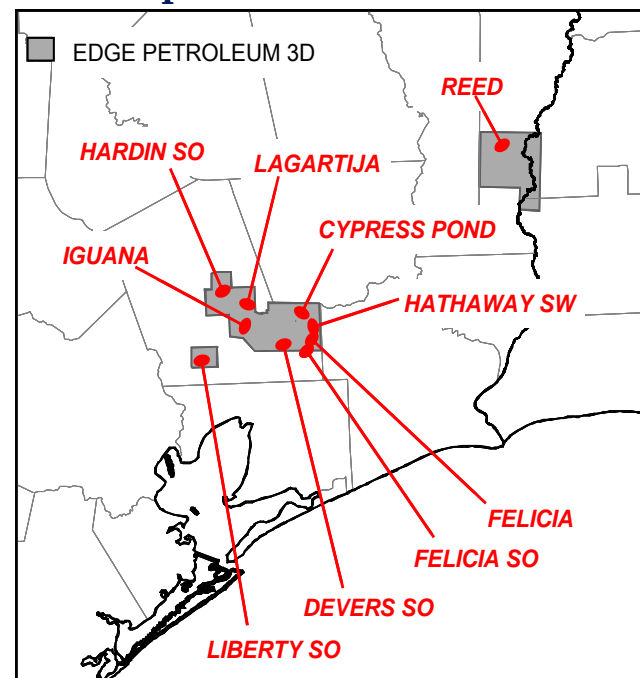 EDGE PETROLEUM 3D
REED
HARDIN SO
LAGARTIJA
CYPRESS POND
IGUANA
HATHAWAY SW
FELICIA
FELICIA SO
DEVERS SO
LIBERTY SO